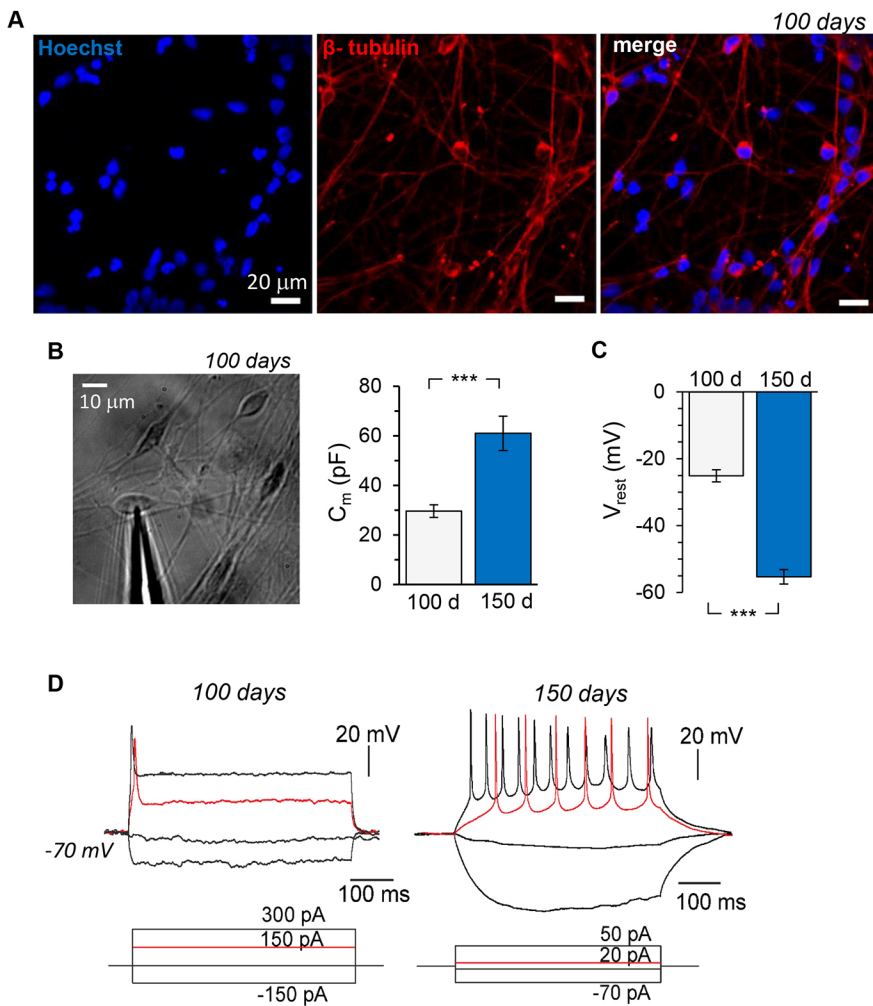 A
100 days
Hoechst
β- tubulin
merge
20 μm
B
100 days
10 μm
***
80
60
40
20
0
Cm (pF)
100 d 150 d
C
100 d 150 d
0
-20
-40
-60
Vrest (mV)
***
D
100 days
150 days
20 mV
20 mV
-70 mV
100 ms
100 ms
300 pA
150 pA
-150 pA
50 pA
20 pA
-70 pA